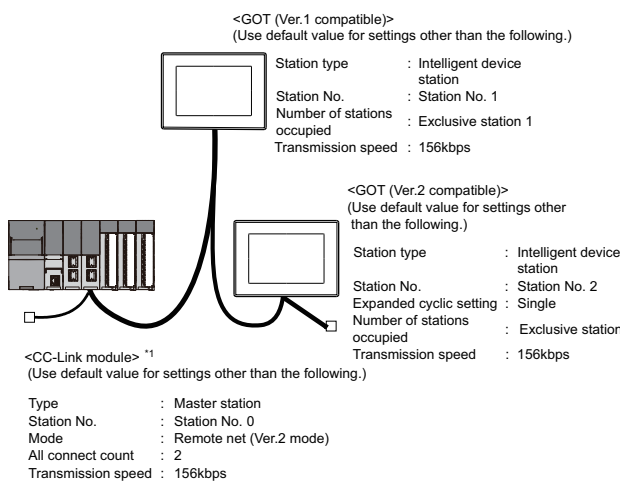 <GOT (Ver.1 compatible)>
(Use default value for settings other than the following.)
Station type : Intelligent device
station
Station No. : Station No. 1
Number of stations
occupied : Exclusive station 1
Transmission speed : 156kbps
<GOT (Ver.2 compatible)>
(Use default value for settings other
than the following.)
Station type : Intelligent device
station
Station No. : Station No. 2
Expanded cyclic setting : Single
Number of stations
occupied : Exclusive station
Transmission speed : 156kbps
<CC-Link module> *1
(Use default value for settings other than the following.)
Type : Master station
Station No. : Station No. 0
Mode : Remote net (Ver.2 mode)
All connect count : 2
Transmission speed : 156kbps